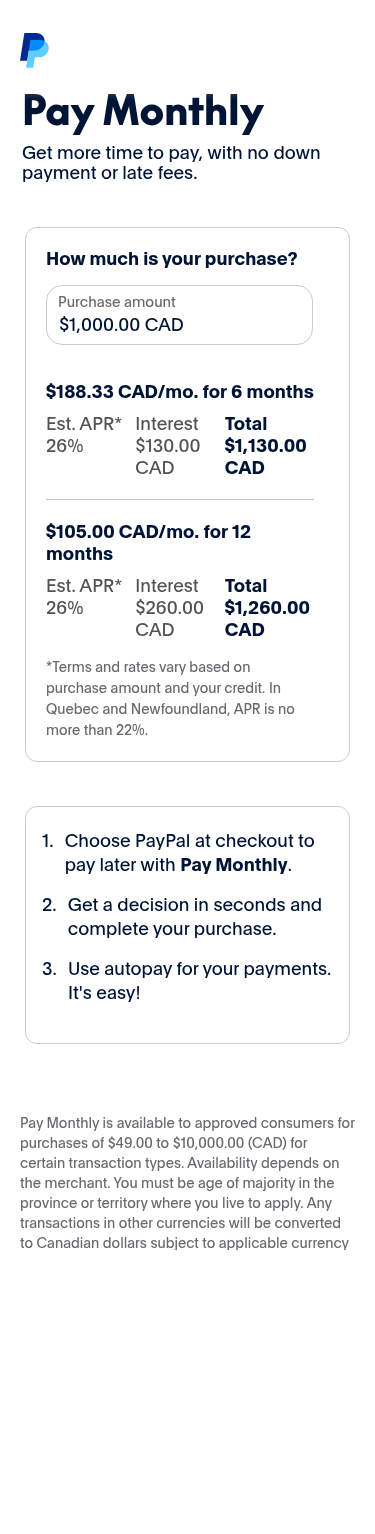 Pay Monthly
Get more time to pay, with no down
payment or late fees.
How much is your purchase?
Purchase amount
$1,000.00 CAD
$188.33 CAD/mo. for 6 months
Est. APR* Interest Total
26% $130.00 $1,130.00
CAD CAD
$105.00 CAD/mo. for 12
months
Est. APR* Interest Total
26% $260.00 $1,260.00
CAD CAD
*Terms and rates vary based on
purchase amount and your credit. In
Quebec and Newfoundland, APR is no
more than 22%.
1. Choose PayPal at checkout to
pay later with Pay Monthly.
2. Get a decision in seconds and
complete your purchase.
3. Use autopay for your payments.
It's easy!
Pay Monthly is available to approved consumers for
purchases of $49.00 to $10,000.00 (CAD) for
certain transaction types. Availability depends on
the merchant. You must be age of majority in the
province or territory where you live to apply. Any
transactions in other currencies will be converted
to Canadian dollars subject to applicable currency